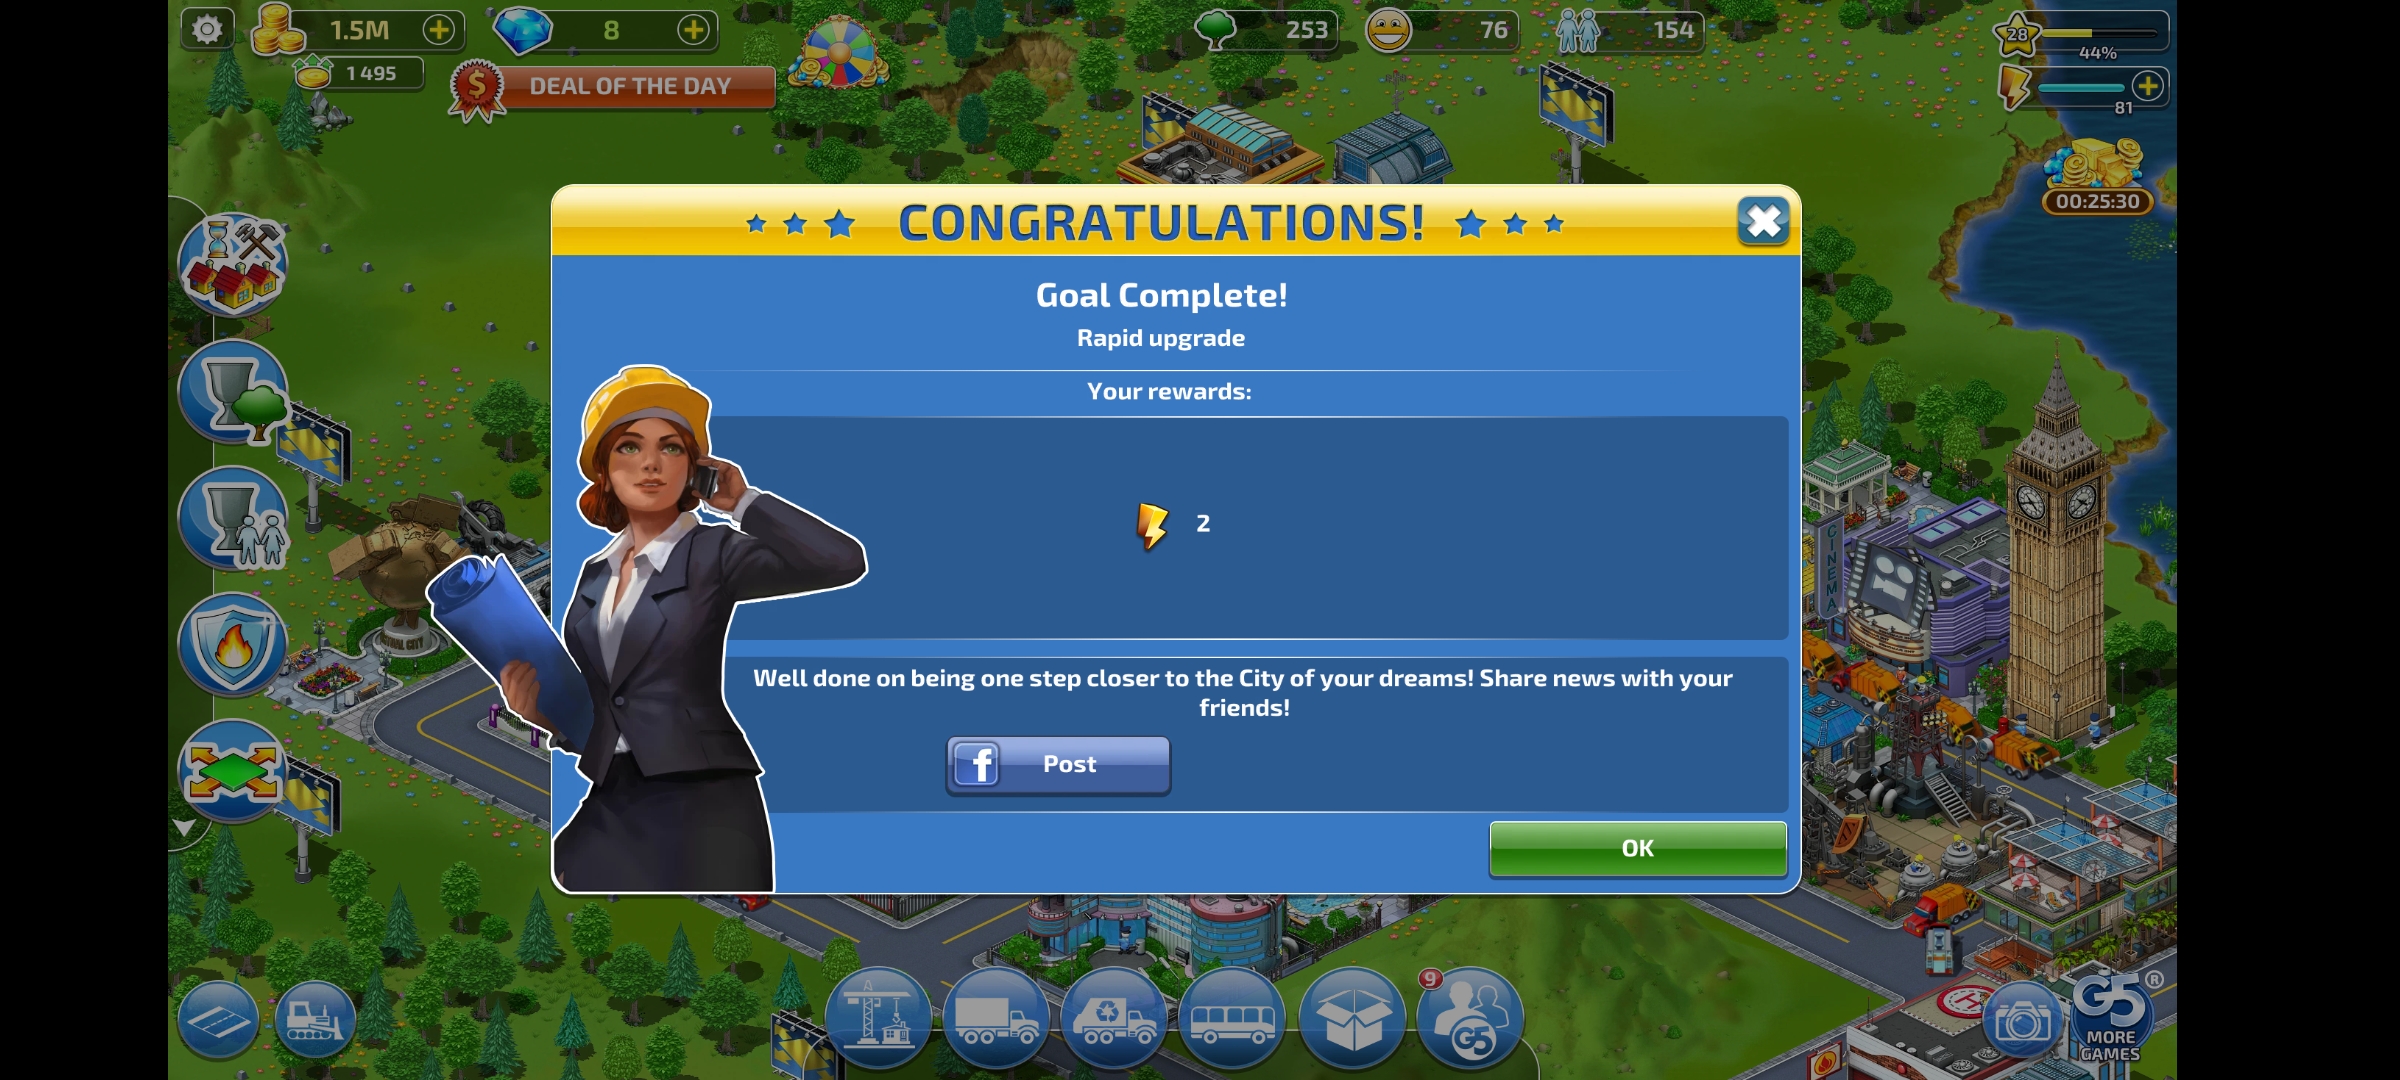 1.5M
8
253
76
154
28
44%
1 495
DEAL OF THE DAY
81
00:25:30
CONGRATULATIONS!
Goal Complete!
Rapid upgrade
Your rewards:
2
CINEMA
Well done on being one step closer to the City of your dreams! Share news with your
friends!
f Post
OK
9
G5
H
G5®
MORE
GAMES